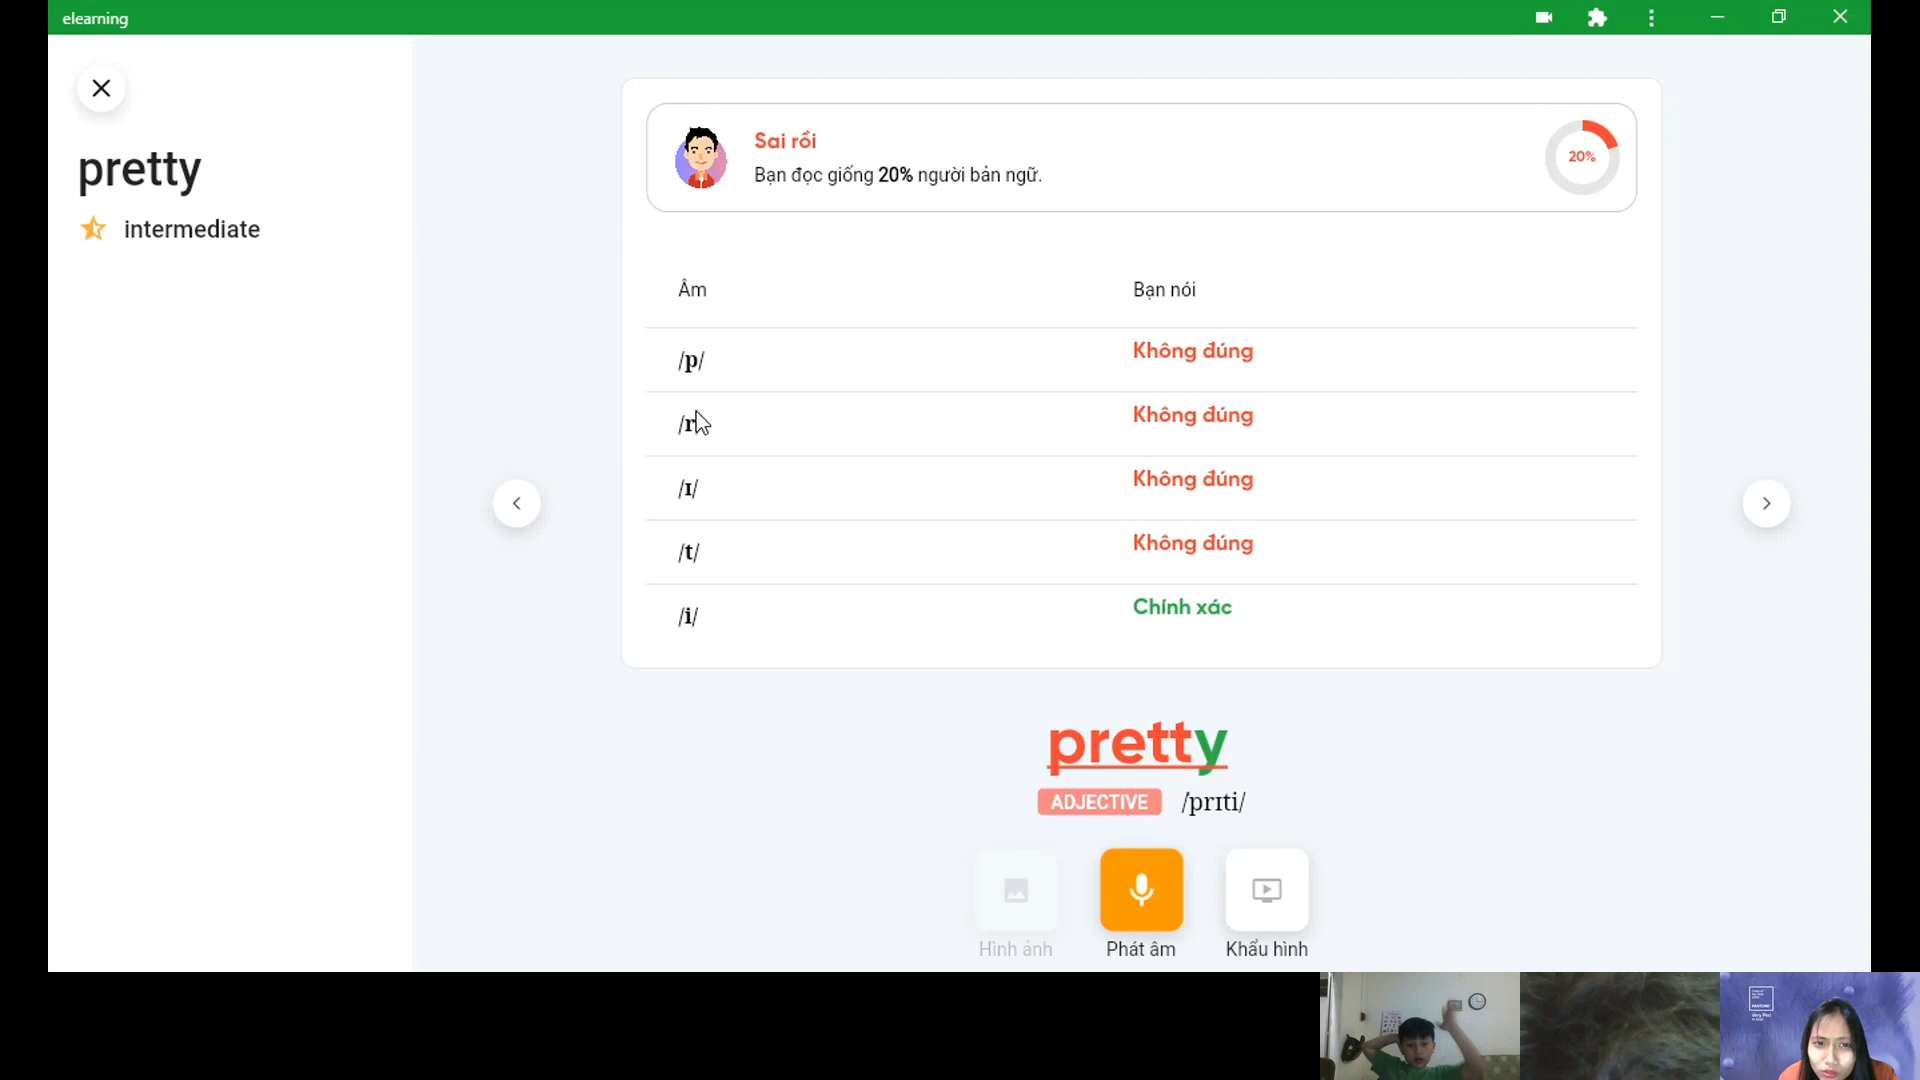 elearning
pretty
intermediate
Sai rồi
Bạn đọc giống 20% người bản ngữ.
20%
Âm Bạn nói
/p/ Không đúng
/r Không đúng
/ɪ/ Không đúng
/t/ Không đúng
/i/ Chính xác
pretty
ADJECTIVE /prɪti/
Hình ảnh Phát âm Khẩu hình